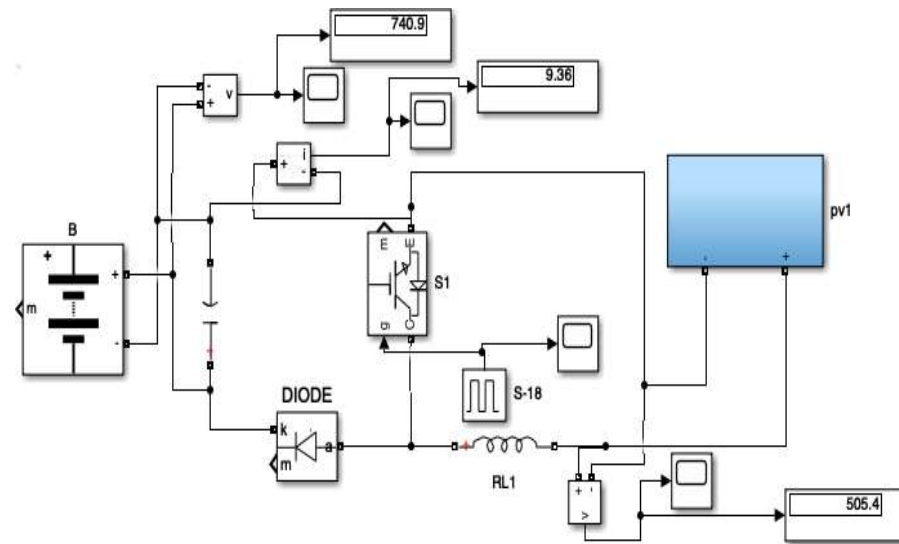 740.9
9.36
v
-
+
i
+
-
B
+
+
m
-
pv1
-
+
m
E
S1
g
C
DIODE
S-18
k
a
m
+
RL1
+
-
v
505.4